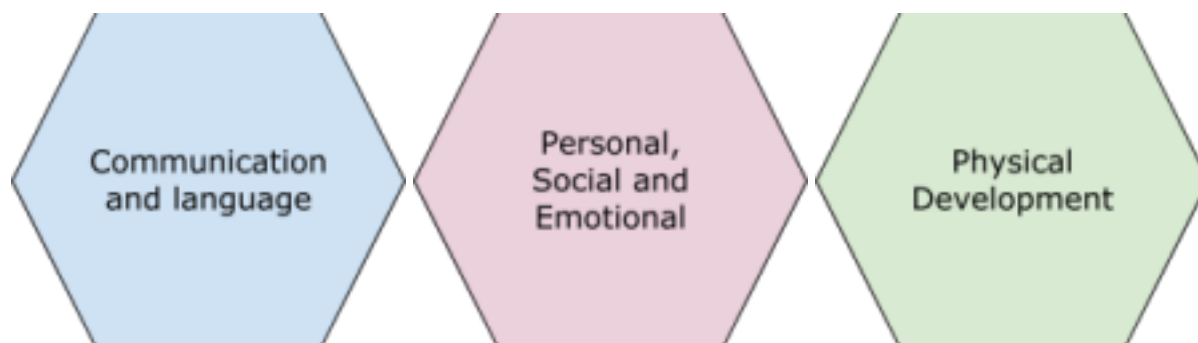 Communication
and language
Personal,
Social and
Emotional
Physical
Development